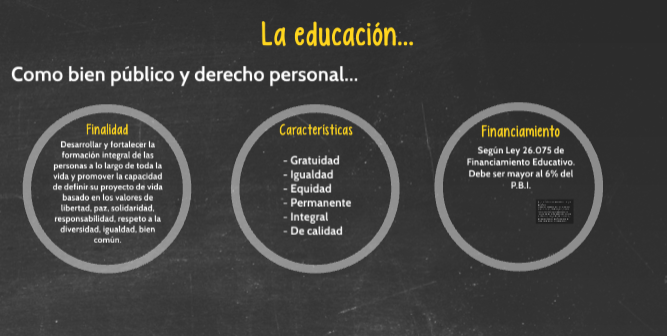 La educación...
Como bien público y derecho personal...
Finalidad
Desarrollar y fortalecer la
formación integral de las
personas a lo largo de toda la
vida y promover la capacidad
de definir su proyecto de vida
basado en los valores de
libertad, paz, solidaridad,
responsabilidad, respeto a la
diversidad, igualdad, bien
común.
Características
- Gratuidad
- Igualdad
- Equidad
- Permanente
- Integral
- De calidad
Financiamiento
Según Ley 26.075 de
Financiamiento Educativo.
Debe ser mayor al 6% del
P.B.I.